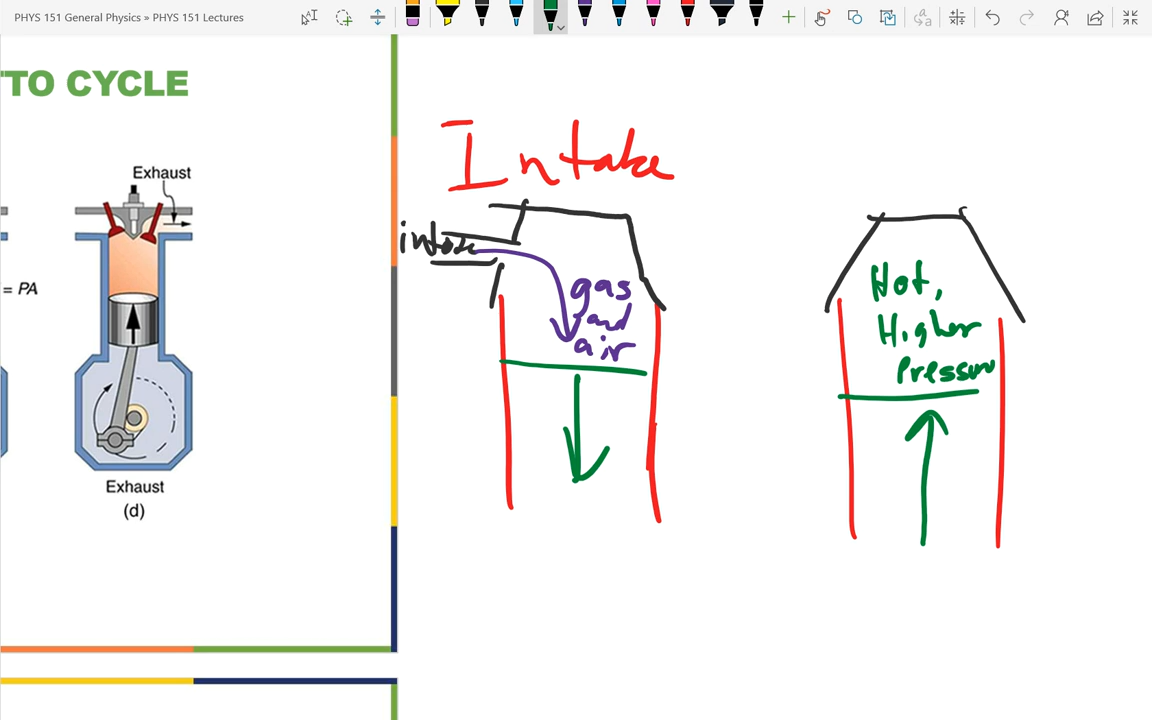 PHYS 151 General Physics » PHYS 151 Lectures
TTO CYCLE
Exhaust
= PA
Exhaust
(d)
Intake
intake
gas
and
air
Hot,
Higher
Pressure